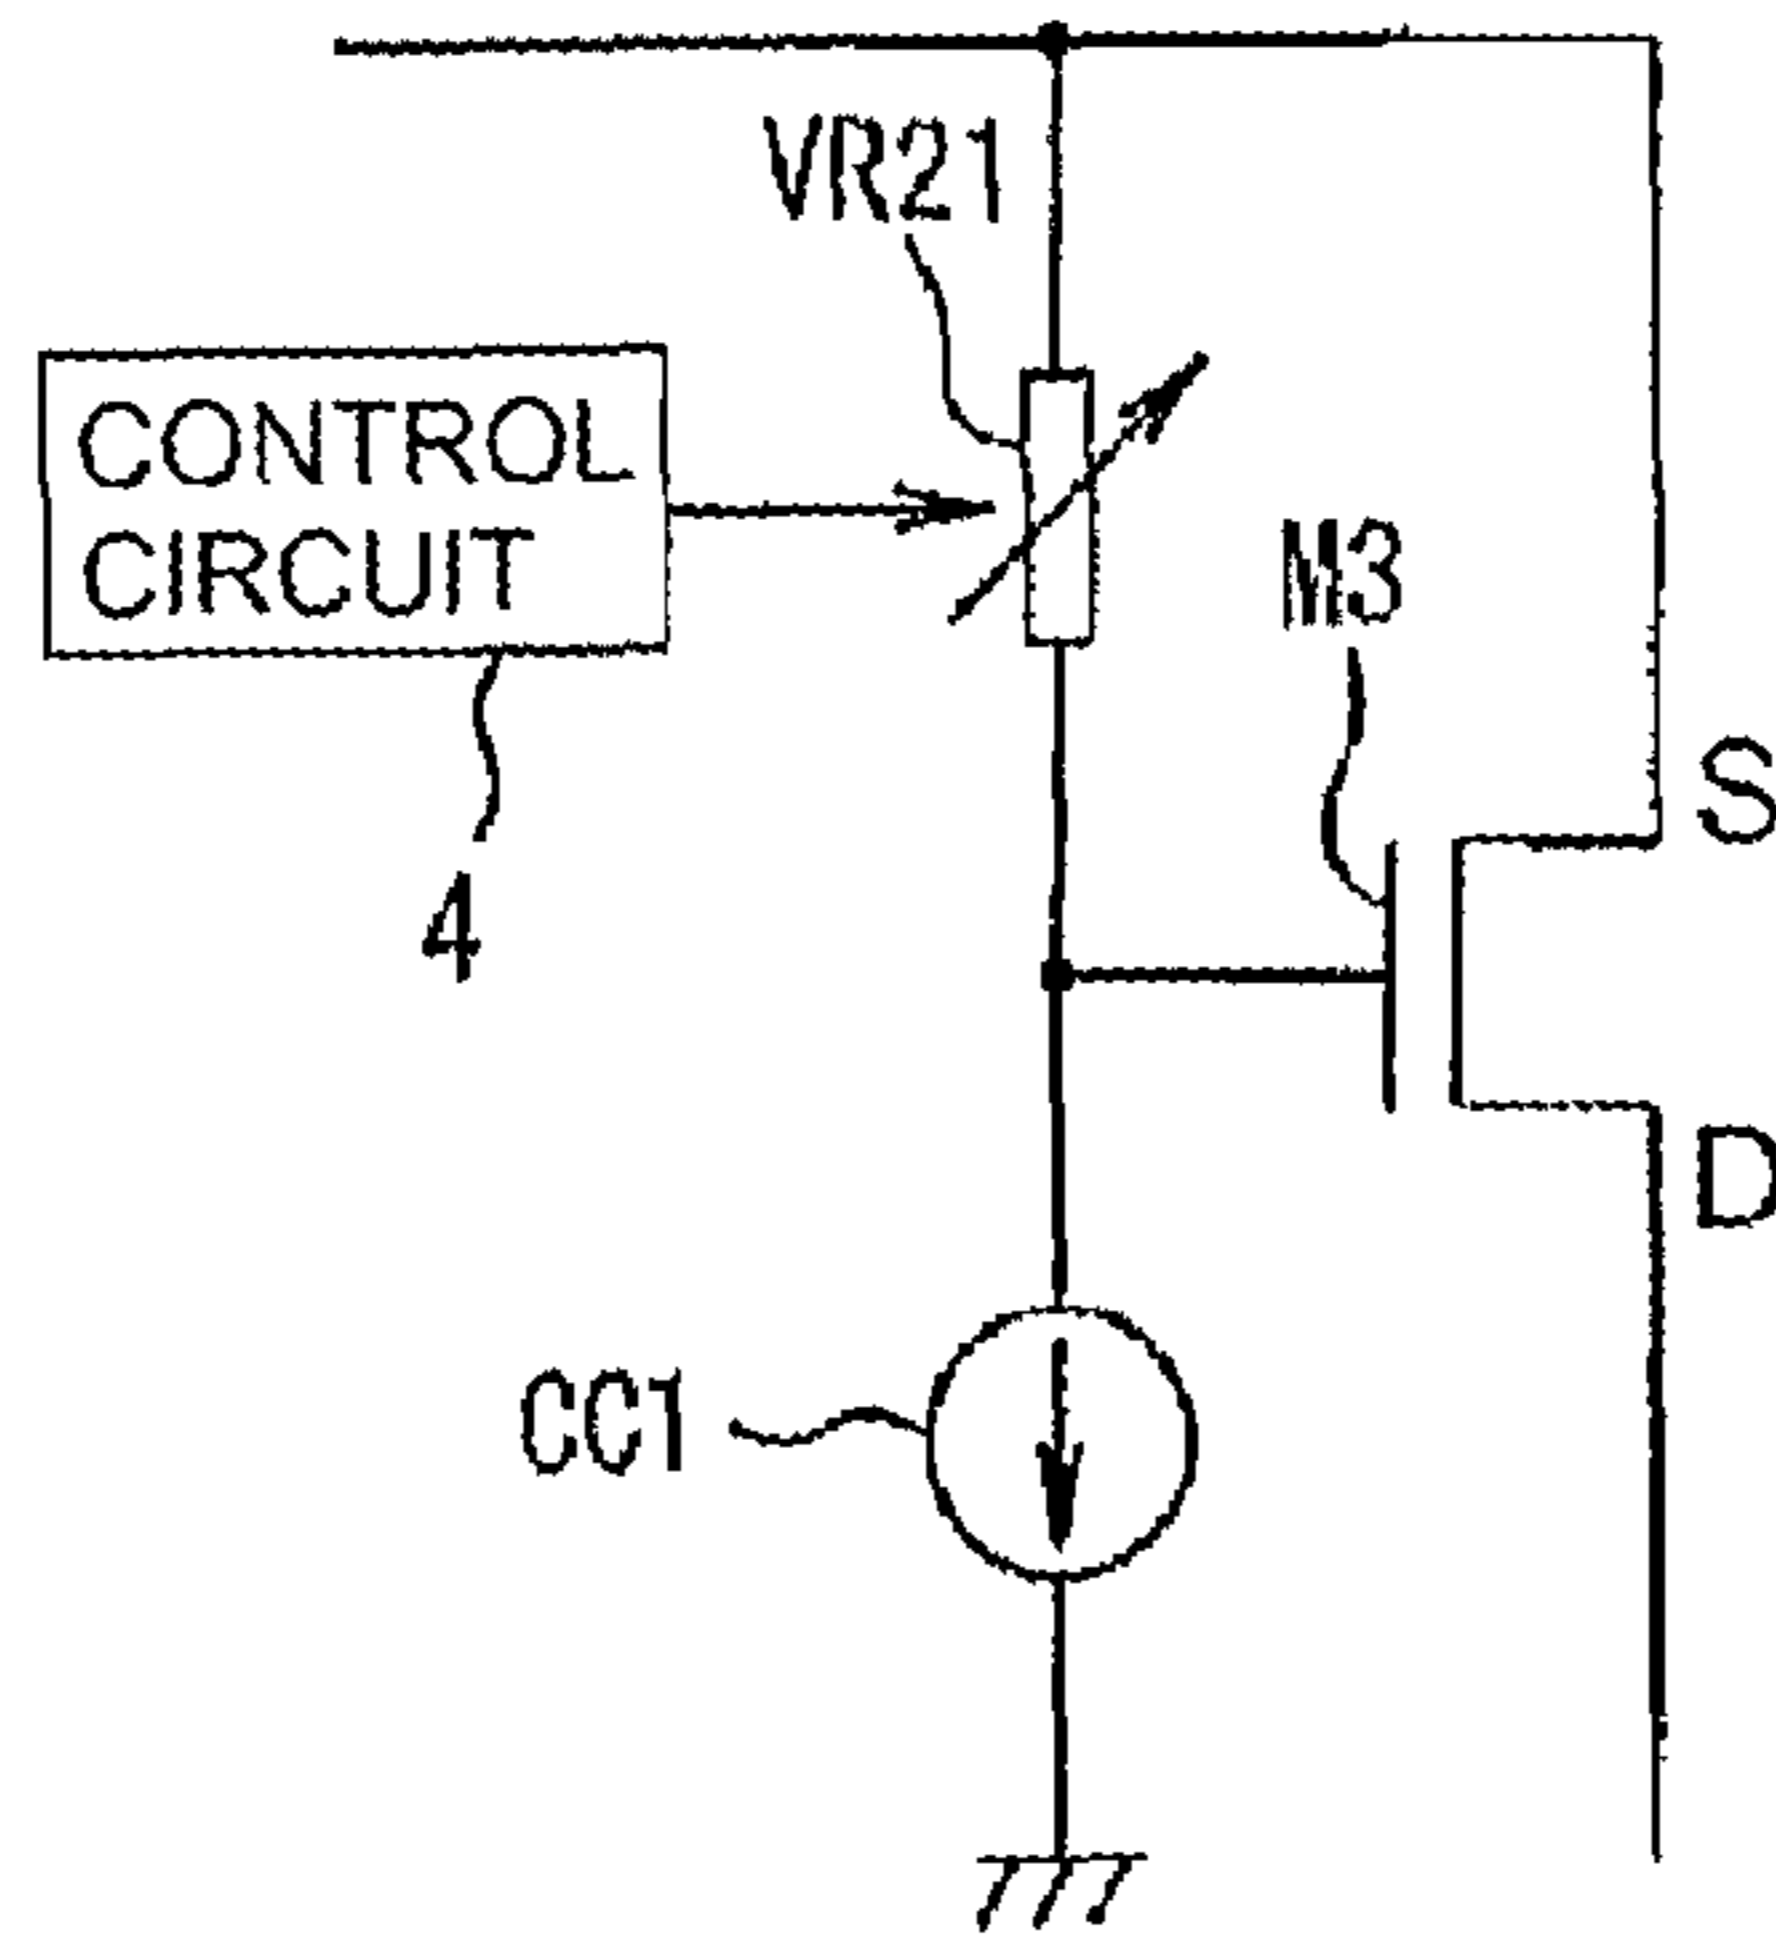 VR21
CONTROL
CIRCUIT
M3
S
4
D
CC1